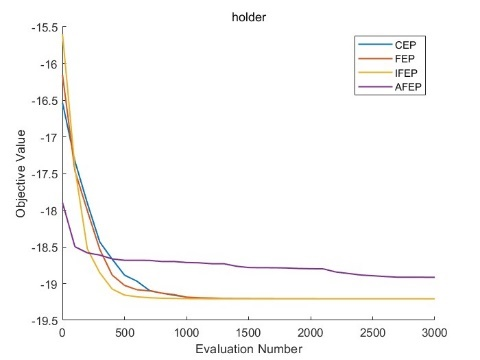 holder
CEP
FEP
IFEP
AFEP
Objective Value
-15.5
-16
-16.5
-17
-17.5
-18
-18.5
-19
-19.5
0
500
1000
1500
2000
2500
3000
Evaluation Number